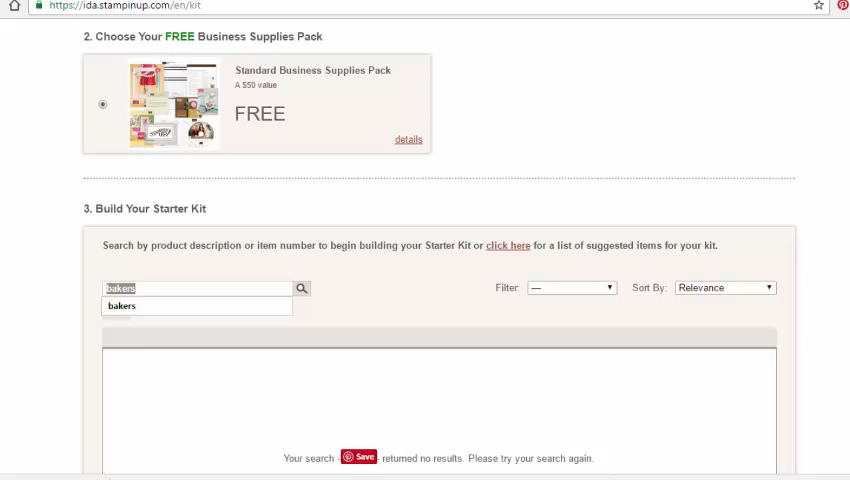 https://ida.stampinup.com/en/kit
2. Choose Your FREE Business Supplies Pack
Standard Business Supplies Pack
A $50 value
FREE
details
3. Build Your Starter Kit
Search by product description or item number to begin building your Starter Kit or click here for a list of suggested items for your kit.
bakers
Filter: —
Sort By: Relevance
bakers
Your search - Save - returned no results. Please try your search again.